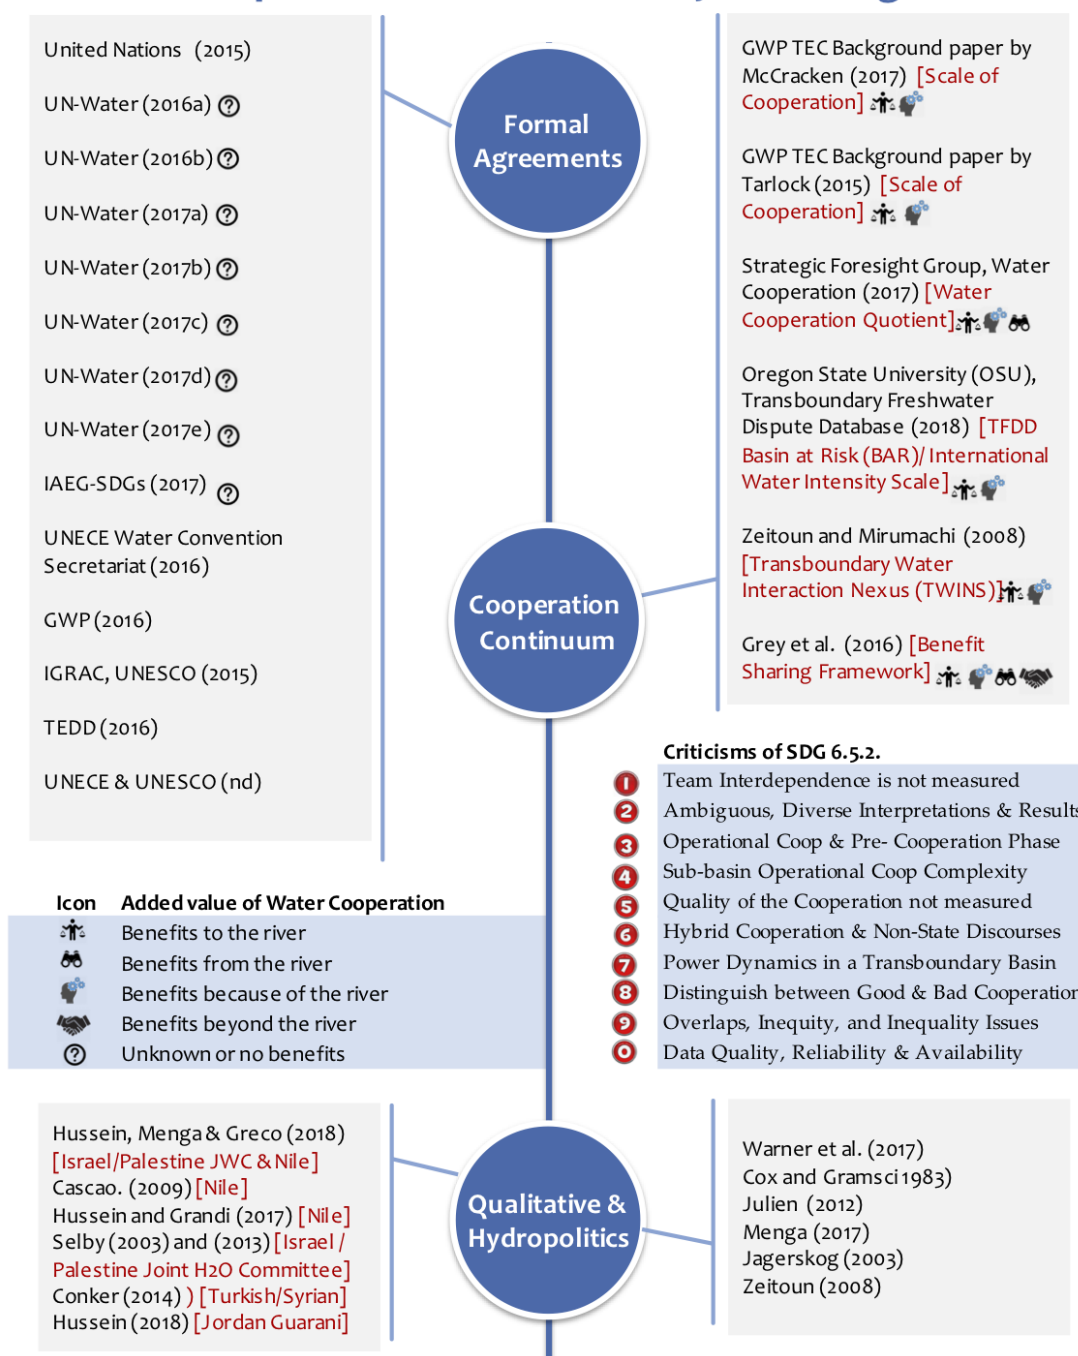 United Nations (2015)
UN-Water (2016a)
UN-Water (2016b)
UN-Water (2017a)
UN-Water (2017b)
UN-Water (2017c)
UN-Water (2017d)
UN-Water (2017e)
IAEG-SDGs (2017)
UNECE Water Convention
Secretariat (2016)
GWP (2016)
IGRAC, UNESCO (2015)
TEDD (2016)
UNECE & UNESCO (nd)
Formal
Agreements
GWP TEC Background paper by
McCracken (2017) [Scale of
Cooperation]
GWP TEC Background paper by
Tarlock (2015) [Scale of
Cooperation]
Strategic Foresight Group, Water
Cooperation (2017) [Water
Cooperation Quotient]
Oregon State University (OSU),
Transboundary Freshwater
Dispute Database (2018) [TFDD
Basin at Risk (BAR)/ International
Water Intensity Scale]
Zeitoun and Mirumachi (2008)
[Transboundary Water
Interaction Nexus (TWINS)]
Grey et al. (2016) [Benefit
Sharing Framework]
Cooperation
Continuum
Criticisms of SDG 6.5.2.
1 Team Interdependence is not measured
2 Ambiguous, Diverse Interpretations & Results
3 Operational Coop & Pre- Cooperation Phase
4 Sub-basin Operational Coop Complexity
5 Quality of the Cooperation not measured
6 Hybrid Cooperation & Non-State Discourses
7 Power Dynamics in a Transboundary Basin
8 Distinguish between Good & Bad Cooperation
9 Overlaps, Inequity, and Inequality Issues
0 Data Quality, Reliability & Availability
Icon Added value of Water Cooperation
Benefits to the river
Benefits from the river
Benefits because of the river
Benefits beyond the river
? Unknown or no benefits
Hussein, Menga & Greco (2018)
[Israel/Palestine JWC & Nile]
Cascao. (2009) [Nile]
Hussein and Grandi (2017) [Nile]
Selby (2003) and (2013) [Israel /
Palestine Joint H2O Committee]
Conker (2014) ) [Turkish/Syrian]
Hussein (2018) [Jordan Guarani]
Qualitative &
Hydropolitics
Warner et al. (2017)
Cox and Gramsci 1983)
Julien (2012)
Menga (2017)
Jagerskog (2003)
Zeitoun (2008)